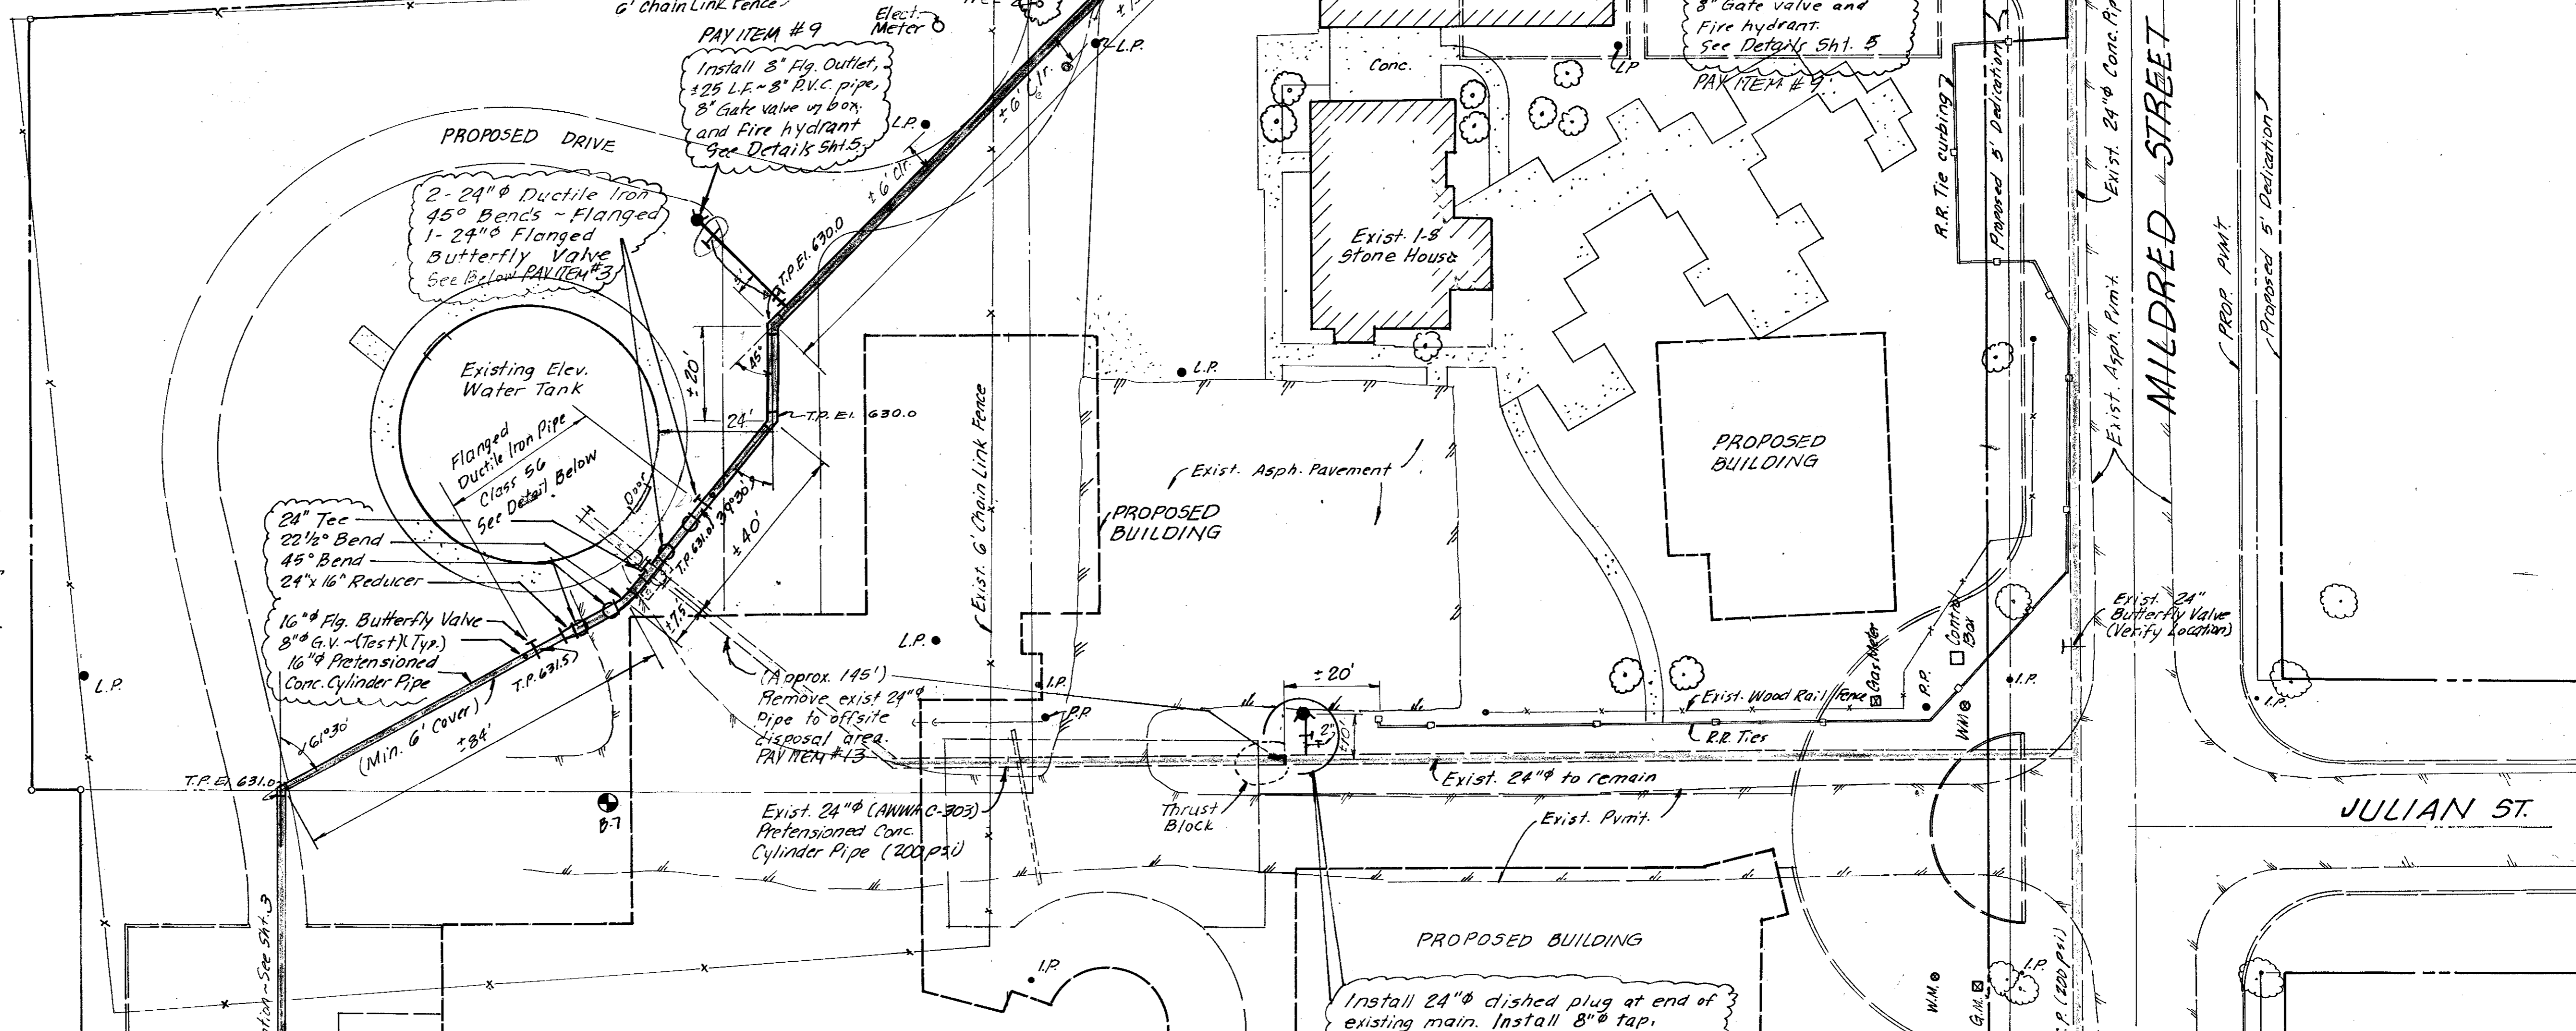 6' Chain Link Fence
Elect.
Meter
PAY ITEM #9
Install 8" Flg. Outlet,
±25 L.F.~8" P.V.C. pipe,
8" Gate valve w/ box.
and fire hydrant
See Details Sht.5
L.P.
L.P.
±6' clr.
±6' Clr.
PROPOSED DRIVE
2-24"φ Ductile Iron
45° Bends ~ Flanged
1-24"φ Flanged
Butterfly Valve
See Below PAY ITEM #3
T.P. El. 630.0
45°
±20'
24'
T.P. El. 630.0
Existing Elev.
Water Tank
Flanged
Ductile Iron Pipe
Class 56
See Detail Below
Door
39°30'
±40'
T.P. 631.0
±7.5'
24" Tee
22½° Bend
45° Bend
24"x 16" Reducer
16"φ Flg. Butterfly Valve
8"φ G.V.~(Test)(Typ.)
16"φ Pretensioned
Conc. Cylinder Pipe
T.P. 631.5
61°30'
(Min. 6' Cover)
±84'
T.P. El. 631.0
L.P.
B-7
See Sht. 3
8" Gate valve and
Fire hydrant.
See Details Sht. 5
PAY ITEM #9
L.P.
Conc.
Exist. 1-S
Stone House
L.P.
Exist. 6' Chain Link Fence
PROPOSED
BUILDING
Exist. Asph. Pavement
PROPOSED
BUILDING
L.P.
(Approx. 145')
Remove exist 24"φ
Pipe to offsite
disposal area.
PAY ITEM #13
I.P.
P.P.
±20'
2'
±10'
Exist. Wood Rail Fence
R.R. Ties
Exist. 24"φ to remain
Exist. 24"φ (AWWA C-303)
Pretensioned Conc.
Cylinder Pipe (200 psi)
Thrust
Block
Exist. Pvm't.
PROPOSED BUILDING
I.P.
Install 24"φ dished plug at end of
existing main. Install 8"φ tap,
R.R. Tie curbing
Proposed 5' Dedication
Exist. 24"φ Conc. Pip
Exist. Asph. Pvm't.
MILDRED STREET
PROP. PVM'T.
Proposed 5' Dedication
Gas Meter
Control
Box
P.P.
W.M.
I.P.
Exist. 24"
Butterfly Valve
(Verify Location)
I.P.
JULIAN ST.
W.M.
G.M.
I.P.
P. (200 psi)